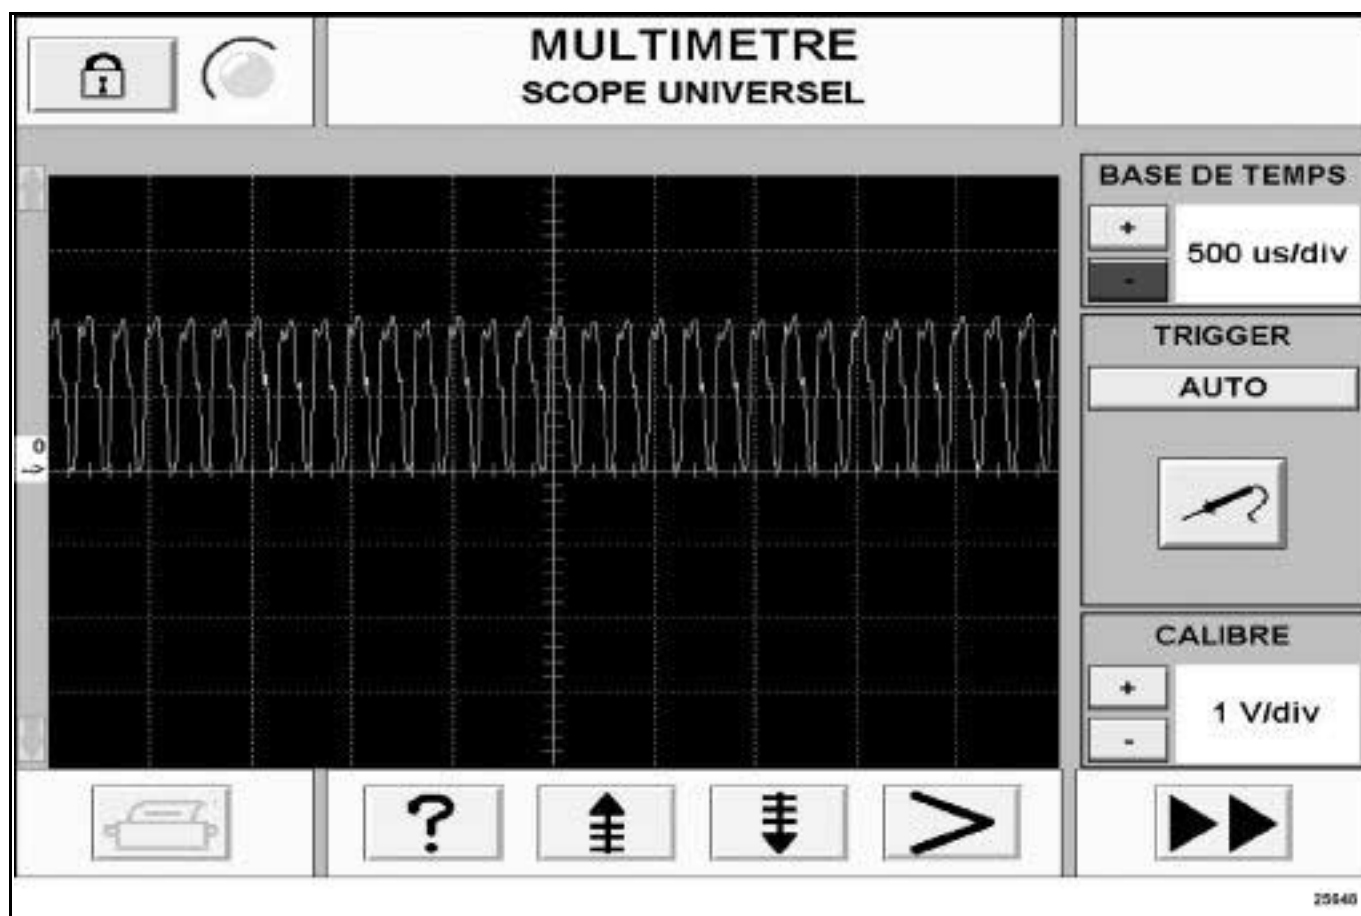 MULTIMETRE
SCOPE UNIVERSEL
BASE DE TEMPS
+
500 us/div
-
TRIGGER
AUTO
0
CALIBRE
+
1 V/div
-
?
>
25648